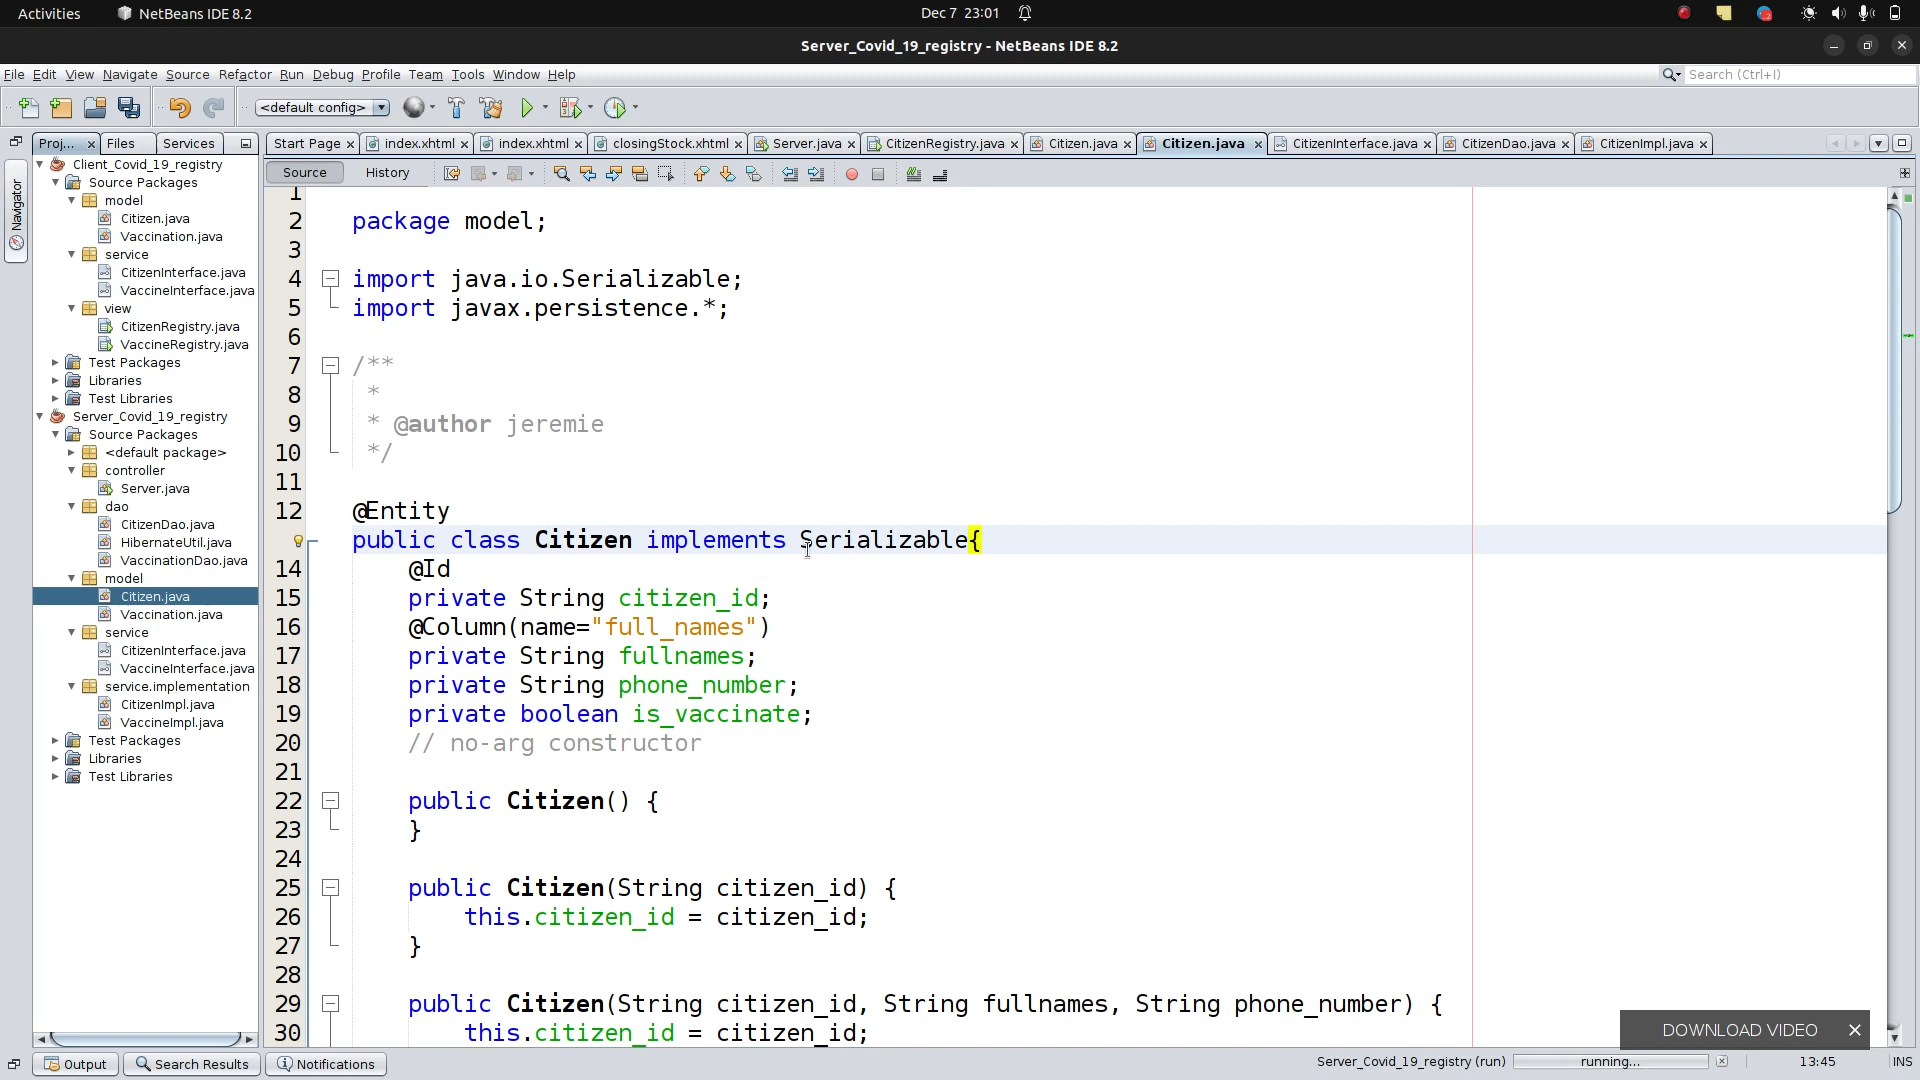 Activities NetBeans IDE 8.2 Dec 7 23:01
Server_Covid_19_registry - NetBeans IDE 8.2
File Edit View Navigate Source Refactor Run Debug Profile Team Tools Window Help Search (Ctrl+I)
<default config>
Proj... Files Services Start Page index.xhtml index.xhtml closingStock.xhtml Server.java CitizenRegistry.java Citizen.java Citizen.java CitizenInterface.java CitizenDao.java CitizenImpl.java
Source History
Navigator
Client_Covid_19_registry
Source Packages
model
Citizen.java
Vaccination.java
service
CitizenInterface.java
VaccineInterface.java
view
CitizenRegistry.java
VaccineRegistry.java
Test Packages
Libraries
Test Libraries
Server_Covid_19_registry
Source Packages
<default package>
controller
Server.java
dao
CitizenDao.java
HibernateUtil.java
VaccinationDao.java
model
Citizen.java
Vaccination.java
service
CitizenInterface.java
VaccineInterface.java
service.implementation
CitizenImpl.java
VaccineImpl.java
Test Packages
Libraries
Test Libraries
1
2 package model;
3
4 import java.io.Serializable;
5 import javax.persistence.*;
6
7 /**
8 *
9 * @author jeremie
10 */
11
12 @Entity
public class Citizen implements Serializable{
14 @Id
15 private String citizen_id;
16 @Column(name="full_names")
17 private String fullnames;
18 private String phone_number;
19 private boolean is_vaccinate;
20 // no-arg constructor
21
22 public Citizen() {
23 }
24
25 public Citizen(String citizen_id) {
26 this.citizen_id = citizen_id;
27 }
28
29 public Citizen(String citizen_id, String fullnames, String phone_number) {
30 this.citizen_id = citizen_id;
DOWNLOAD VIDEO
Output Search Results Notifications Server_Covid_19_registry (run) running... 13:45 INS